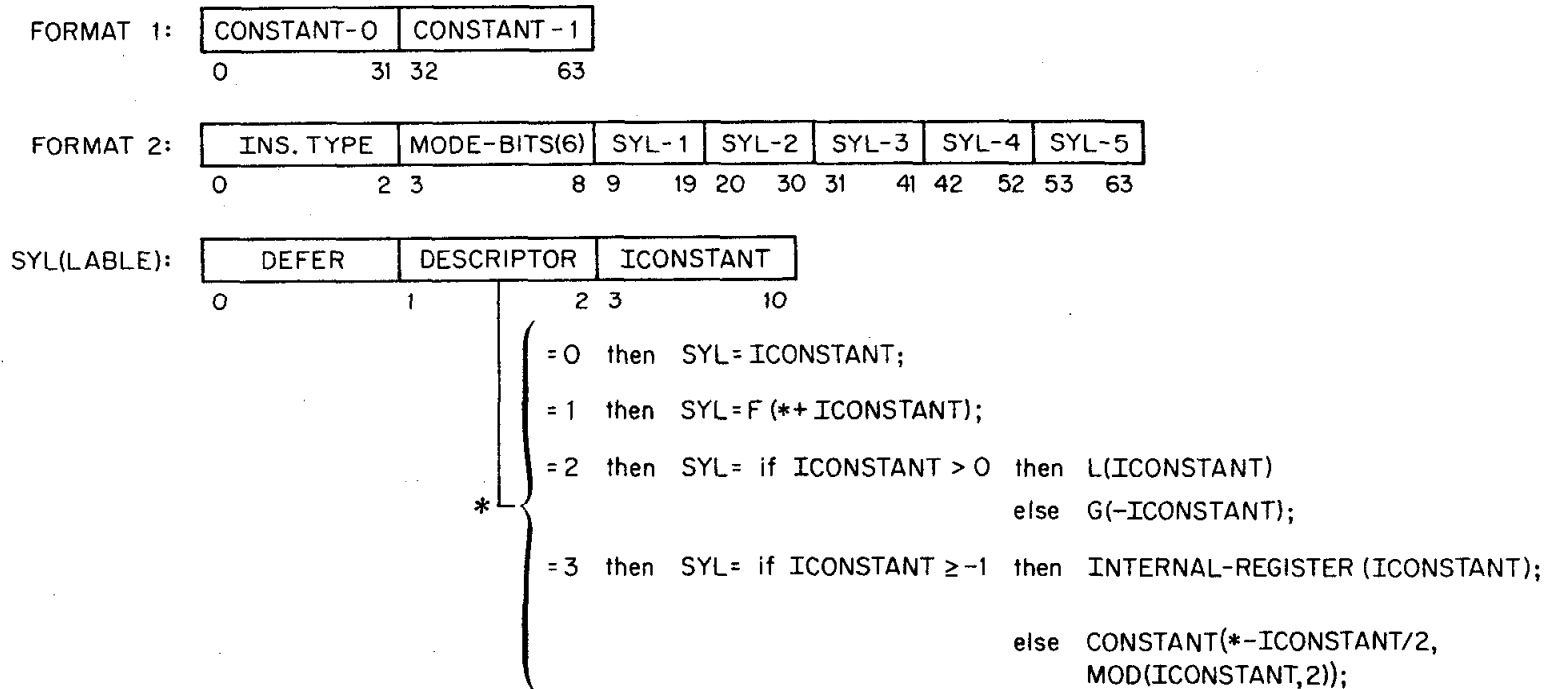 FORMAT 1: CONSTANT-0 CONSTANT-1
0 31 32 63
FORMAT 2: INS. TYPE MODE-BITS(6) SYL-1 SYL-2 SYL-3 SYL-4 SYL-5
0 2 3 8 9 19 20 30 31 41 42 52 53 63
SYL(LABLE): DEFER DESCRIPTOR ICONSTANT
0 1 2 3 10
=0 then SYL=ICONSTANT;
=1 then SYL=F(*+ICONSTANT);
=2 then SYL= if ICONSTANT > 0 then L(ICONSTANT)
else G(-ICONSTANT);
*
=3 then SYL= if ICONSTANT ≥ -1 then INTERNAL-REGISTER (ICONSTANT);
else CONSTANT(*-ICONSTANT/2,
MOD(ICONSTANT,2));